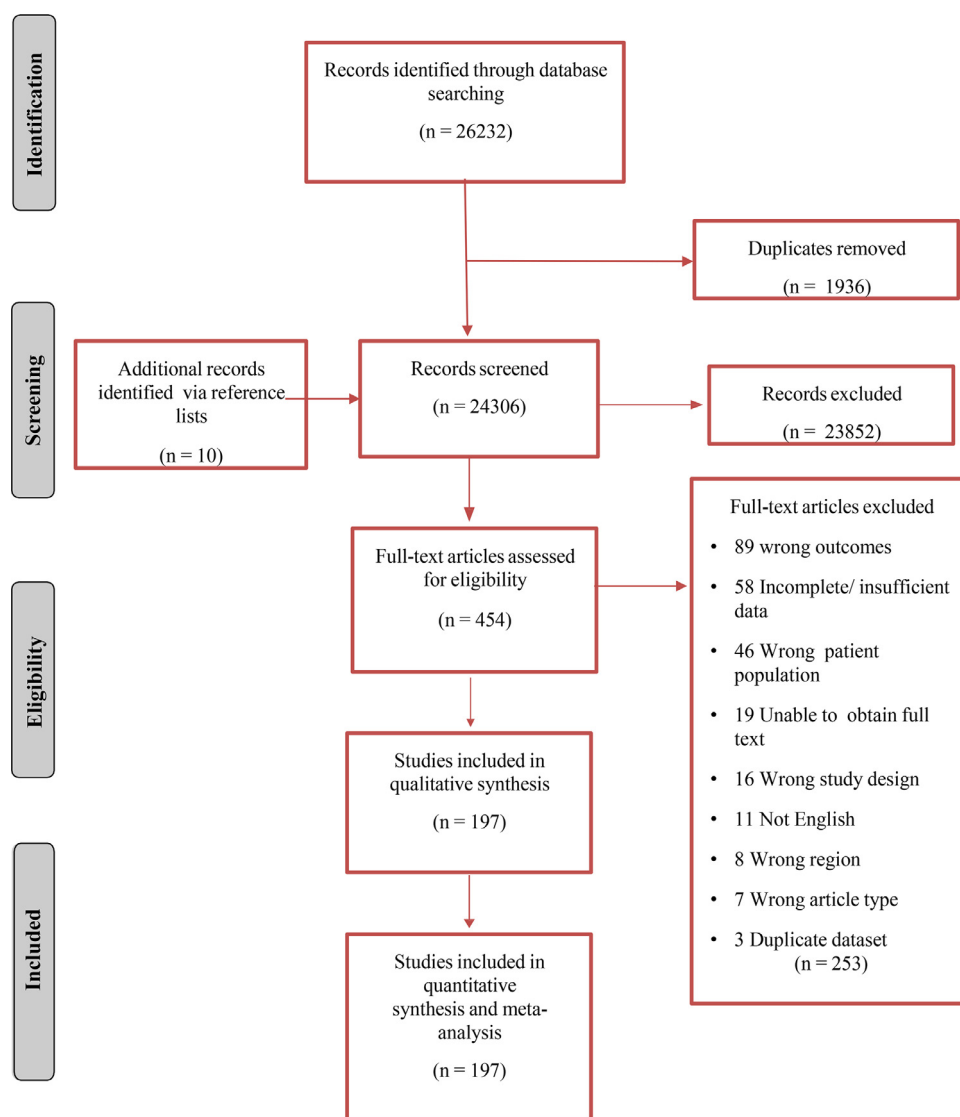 Identification
Records identified through database
searching
(n = 26232)
Duplicates removed
(n = 1936)
Screening
Additional records
identified via reference
lists
(n = 10)
Records screened
(n = 24306)
Records excluded
(n = 23852)
Eligibility
Full-text articles assessed
for eligibility
(n = 454)
Full-text articles excluded
• 89 wrong outcomes
• 58 Incomplete/ insufficient
data
• 46 Wrong patient
population
• 19 Unable to obtain full
text
• 16 Wrong study design
• 11 Not English
• 8 Wrong region
• 7 Wrong article type
• 3 Duplicate dataset
(n = 253)
Studies included in
qualitative synthesis
(n = 197)
Included
Studies included in
quantitative
synthesis and meta-
analysis
(n = 197)